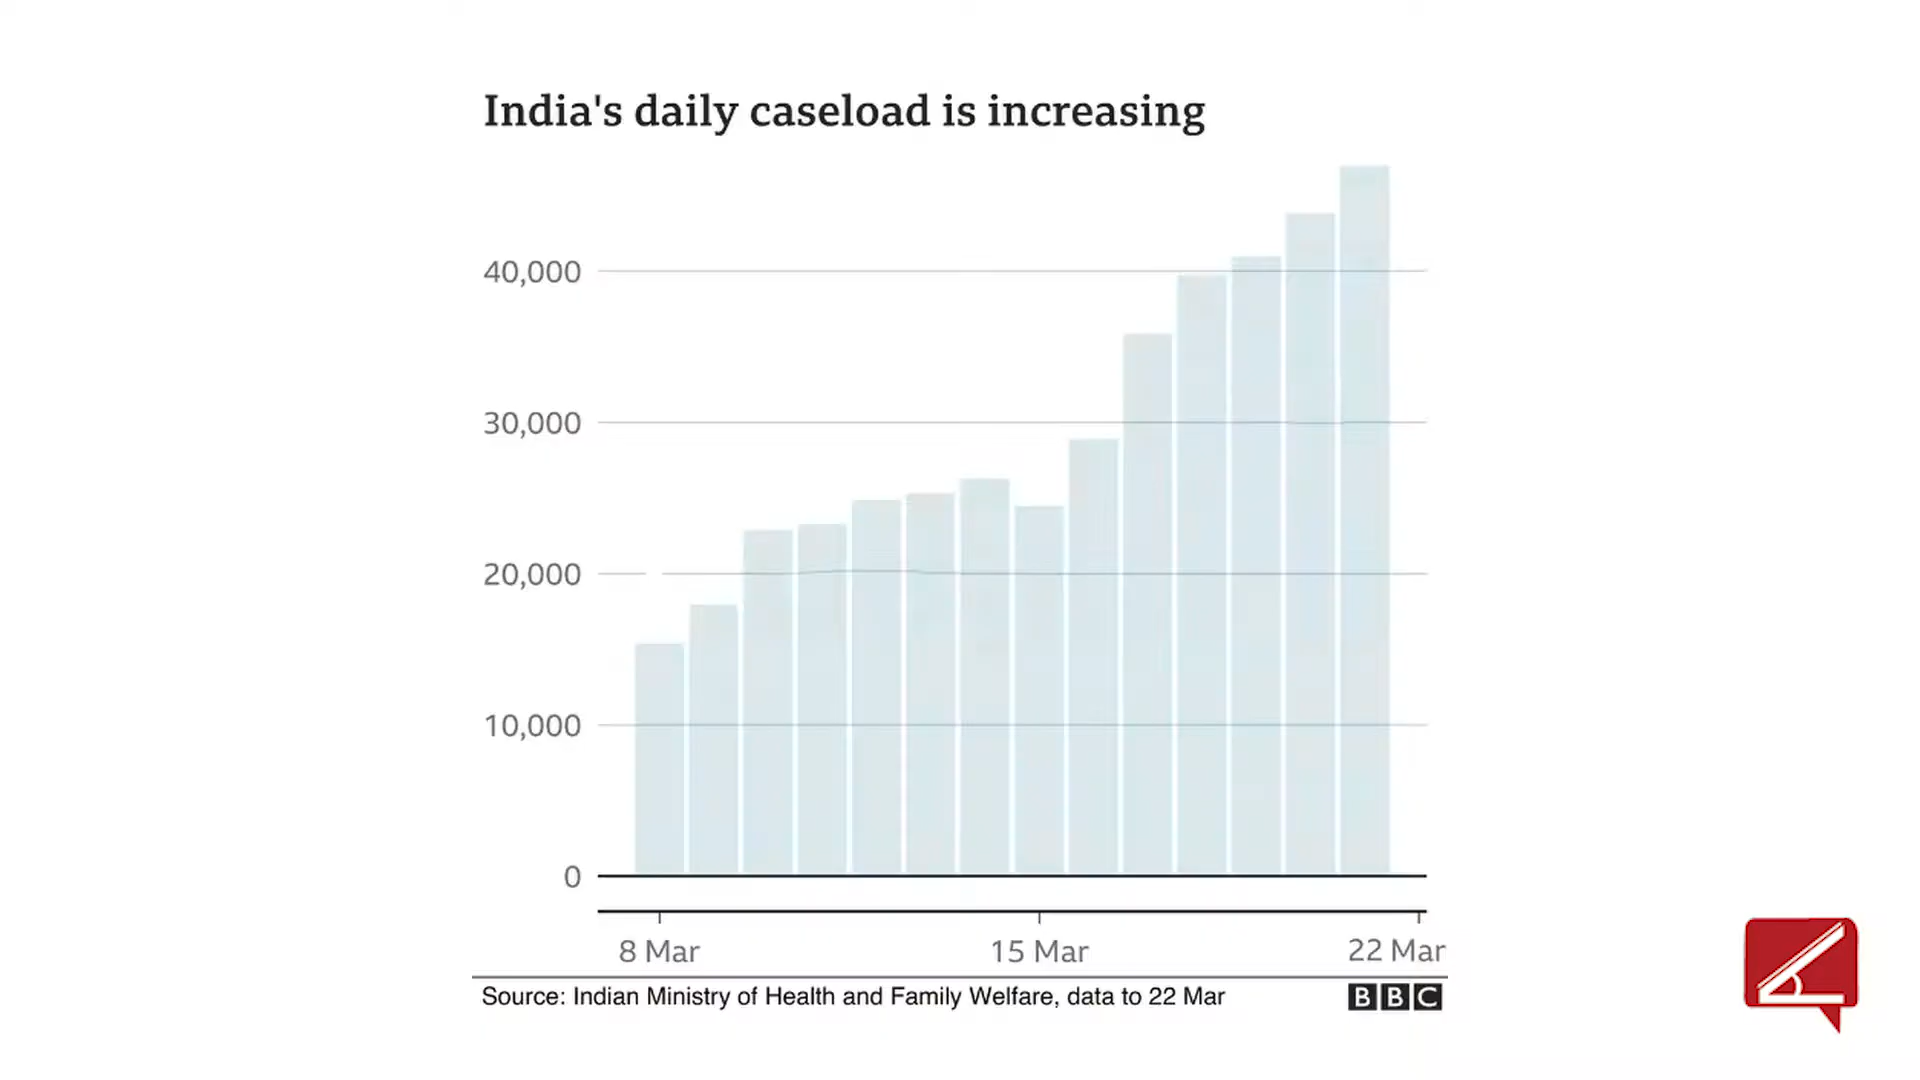 India's daily caseload is increasing
40,000
30,000
20,000
10,000
0
8 Mar 15 Mar 22 Mar
Source: Indian Ministry of Health and Family Welfare, data to 22 Mar BBC